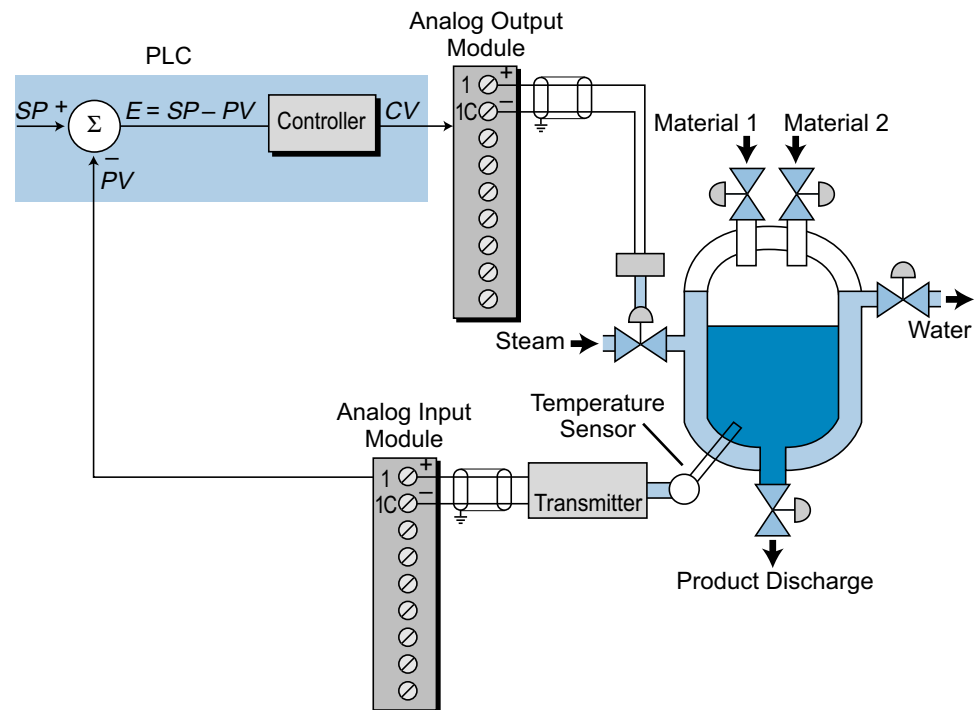 Analog Output
Module
PLC
SP + Σ E = SP – PV Controller CV
–
PV
1 +
1C –
Material 1 Material 2
Steam
Water
Temperature
Sensor
Analog Input
Module
1 +
1C –
Transmitter
Product Discharge